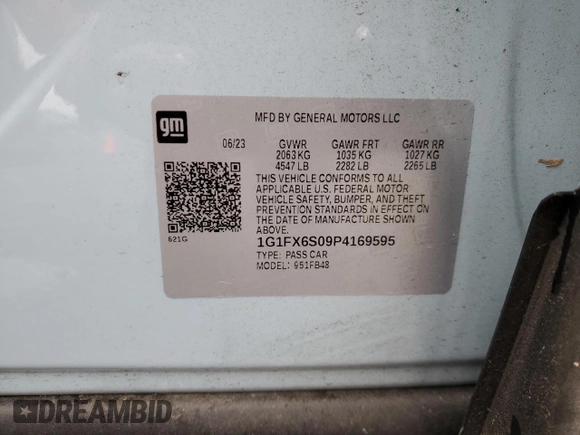 gm
MFD BY GENERAL MOTORS LLC
06/23 GVWR GAWR FRT GAWR RR
2063 KG 1035 KG 1027 KG
4547 LB 2282 LB 2265 LB
THIS VEHICLE CONFORMS TO ALL
APPLICABLE U.S. FEDERAL MOTOR
VEHICLE SAFETY, BUMPER, AND THEFT
PREVENTION STANDARDS IN EFFECT ON
THE DATE OF MANUFACTURE SHOWN
ABOVE.
621G
1G1FX6S09P4169595
TYPE: PASS CAR
MODEL: 951FB48
DREAMBID